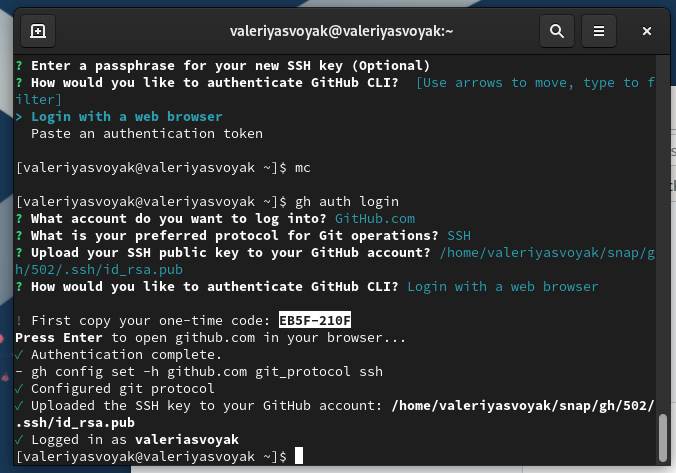 valeriyasvoyak@valeriyasvoyak:~
? Enter a passphrase for your new SSH key (Optional)
? How would you like to authenticate GitHub CLI?  [Use arrows to move, type to f
ilter]
> Login with a web browser
  Paste an authentication token
[valeriyasvoyak@valeriyasvoyak ~]$ mc
[valeriyasvoyak@valeriyasvoyak ~]$ gh auth login
? What account do you want to log into? GitHub.com
? What is your preferred protocol for Git operations? SSH
? Upload your SSH public key to your GitHub account? /home/valeriyasvoyak/snap/g
h/502/.ssh/id_rsa.pub
? How would you like to authenticate GitHub CLI? Login with a web browser
! First copy your one-time code: EB5F-210F
Press Enter to open github.com in your browser...
✓ Authentication complete.
- gh config set -h github.com git_protocol ssh
✓ Configured git protocol
✓ Uploaded the SSH key to your GitHub account: /home/valeriyasvoyak/snap/gh/502/
.ssh/id_rsa.pub
✓ Logged in as valeriasvoyak
[valeriyasvoyak@valeriyasvoyak ~]$